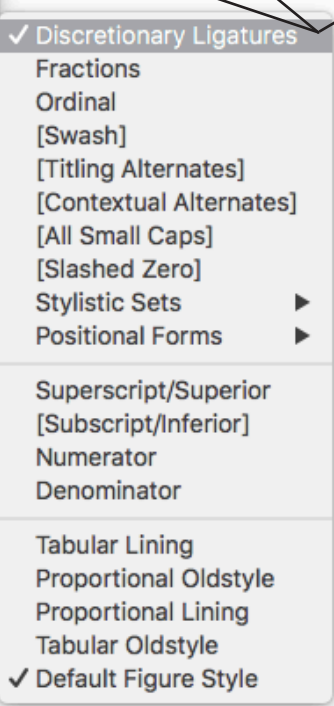 ✓ Discretionary Ligatures
Fractions
Ordinal
[Swash]
[Titling Alternates]
[Contextual Alternates]
[All Small Caps]
[Slashed Zero]
Stylistic Sets ▶
Positional Forms ▶
Superscript/Superior
[Subscript/Inferior]
Numerator
Denominator
Tabular Lining
Proportional Oldstyle
Proportional Lining
Tabular Oldstyle
✓ Default Figure Style